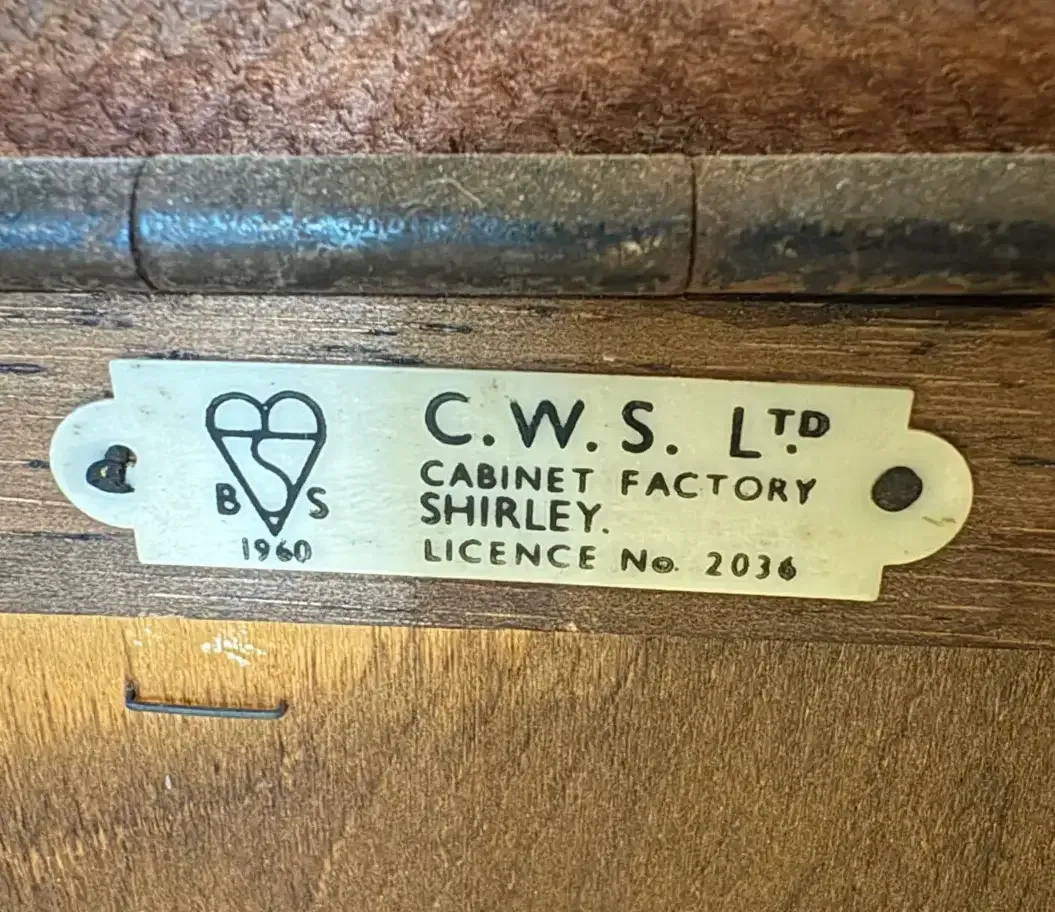 B S
1960
C.W.S. LTD.
CABINET FACTORY
SHIRLEY.
LICENCE No. 2036